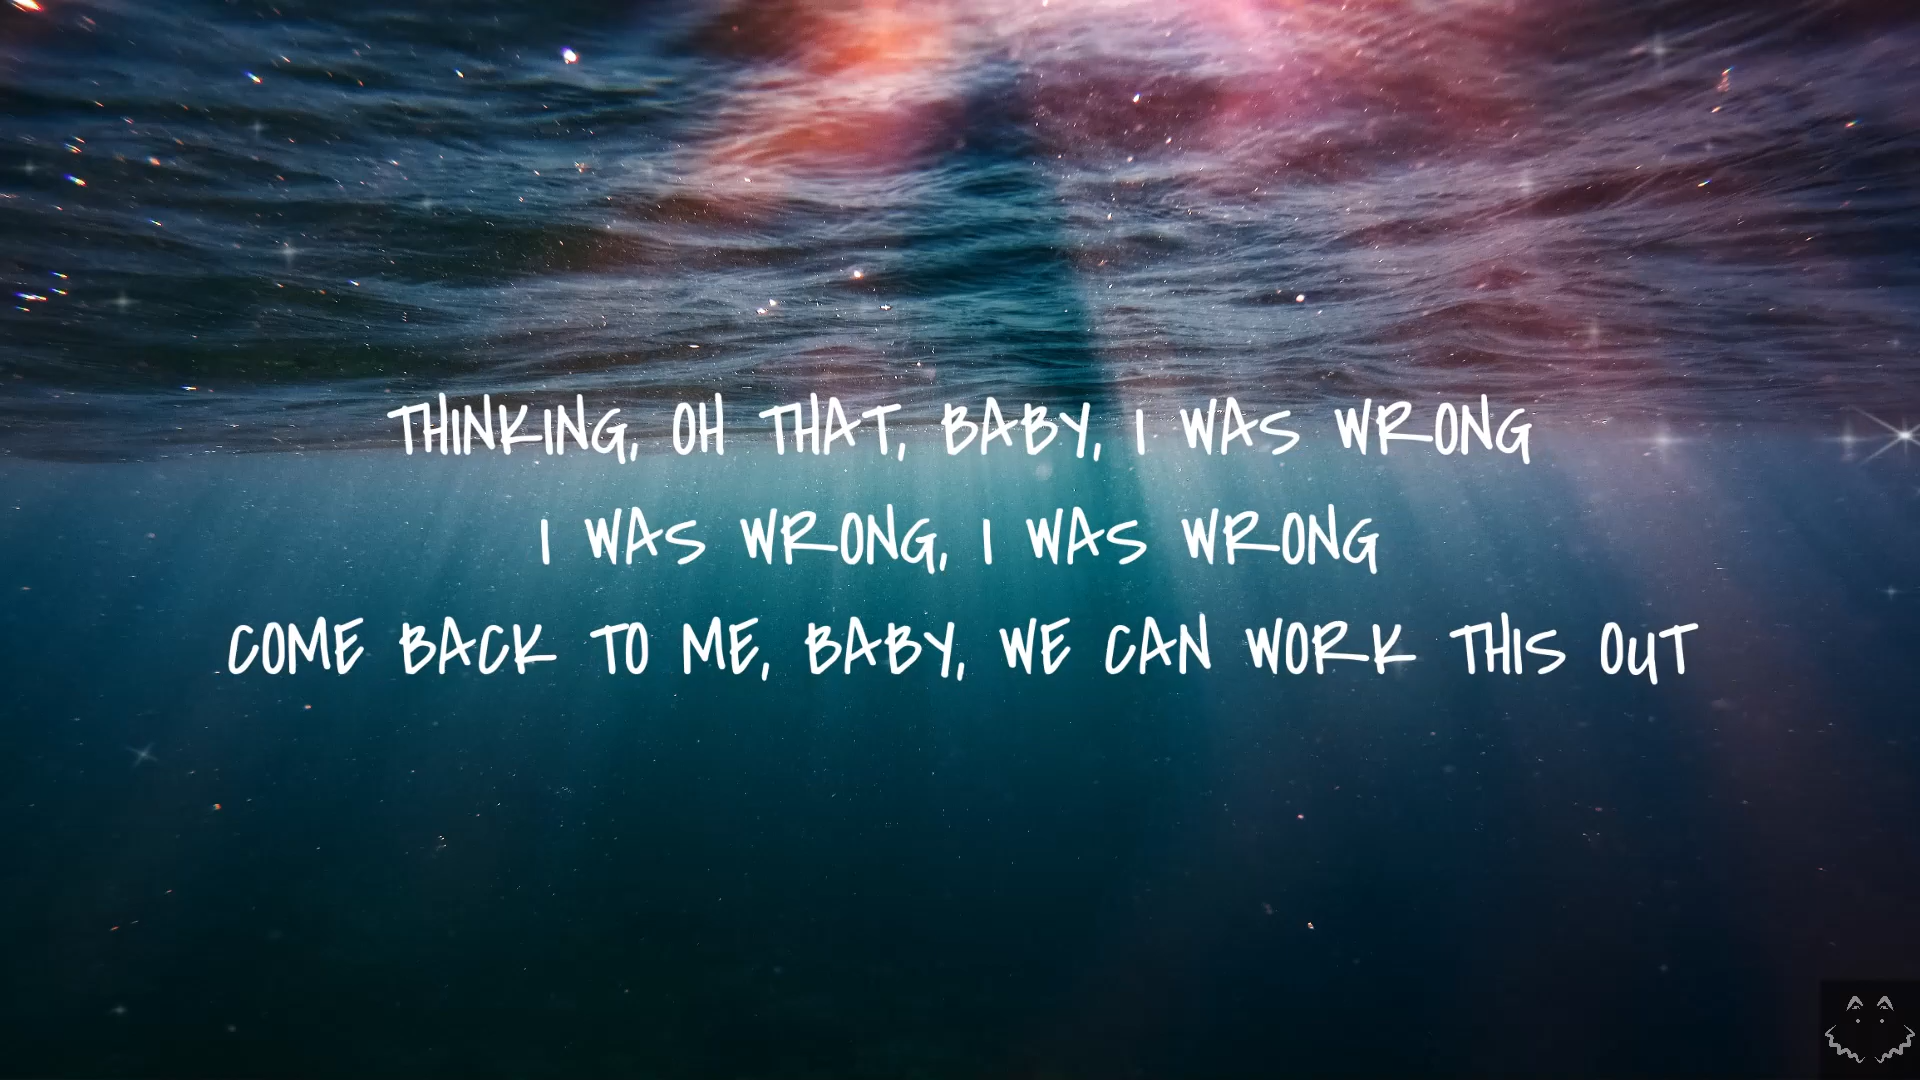 THINKING, OH THAT, BABY, I WAS WRONG
I WAS WRONG, I WAS WRONG
COME BACK TO ME, BABY, WE CAN WORK THIS OUT